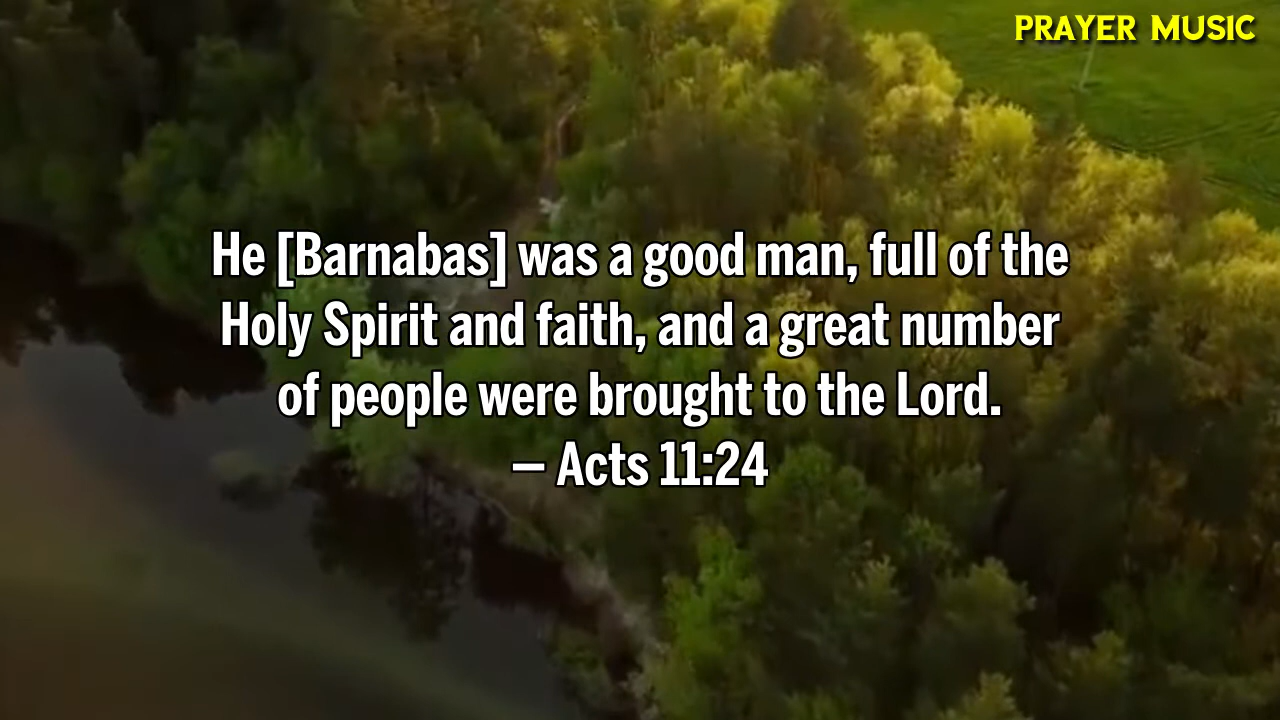 PRAYER MUSIC
He [Barnabas] was a good man, full of the
Holy Spirit and faith, and a great number
of people were brought to the Lord.
– Acts 11:24